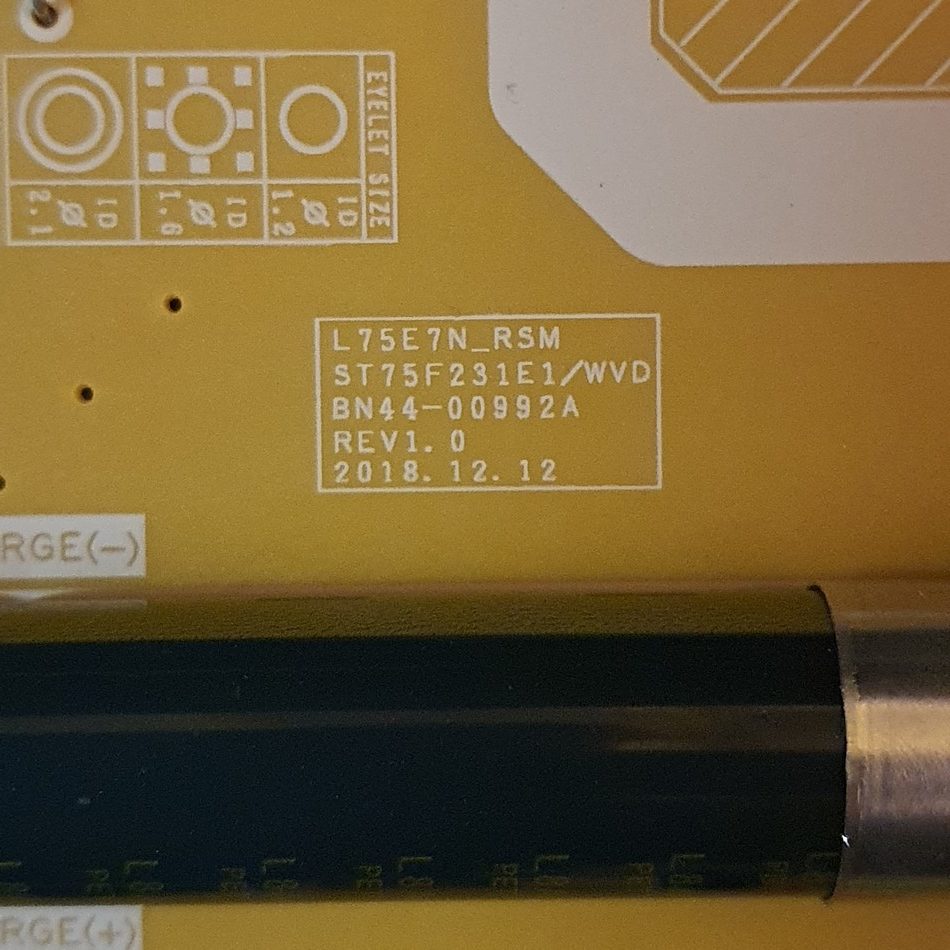 EYELET SIZE
ID ø 2.1
ID ø 1.6
ID ø 1.2
L75E7N_RSM
ST75F231E1/WVD
BN44-00992A
REV1.0
2018.12.12
RGE(-)
RGE(+)